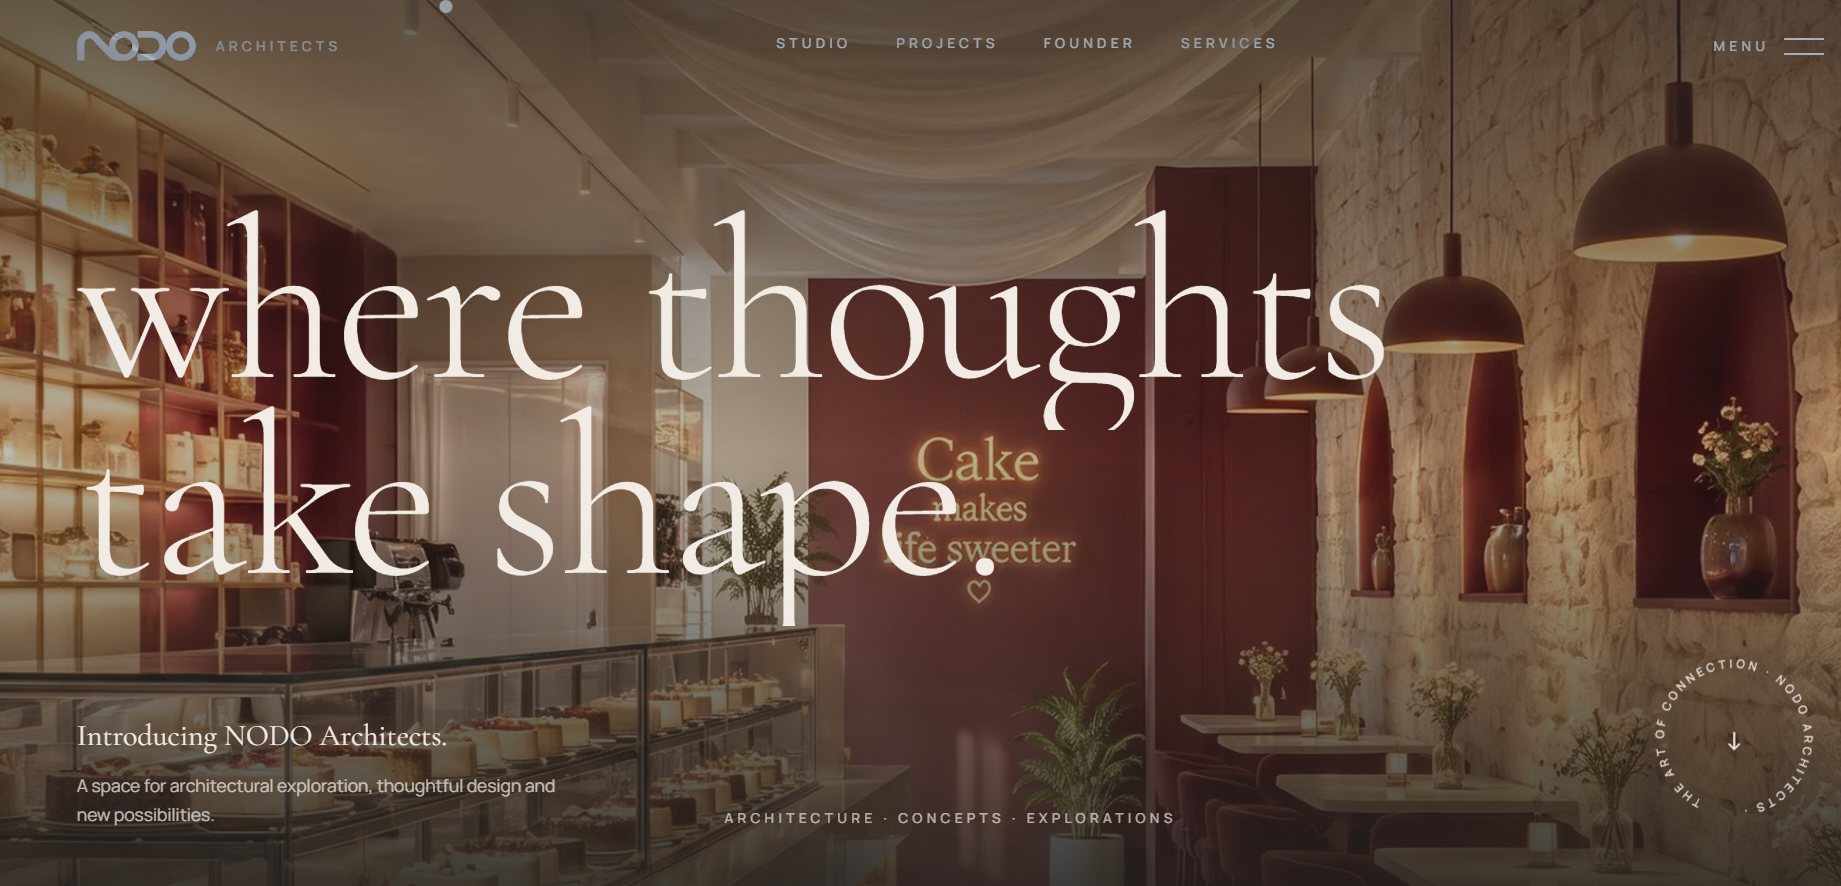 NODO ARCHITECTS
STUDIO PROJECTS FOUNDER SERVICES
MENU
where thoughts
take shape.
Cake
makes
life sweeter
Introducing NODO Architects.
A space for architectural exploration, thoughtful design and
new possibilities.
ARCHITECTURE · CONCEPTS · EXPLORATIONS
THE ART OF CONNECTION · NODO ARCHITECTS ·